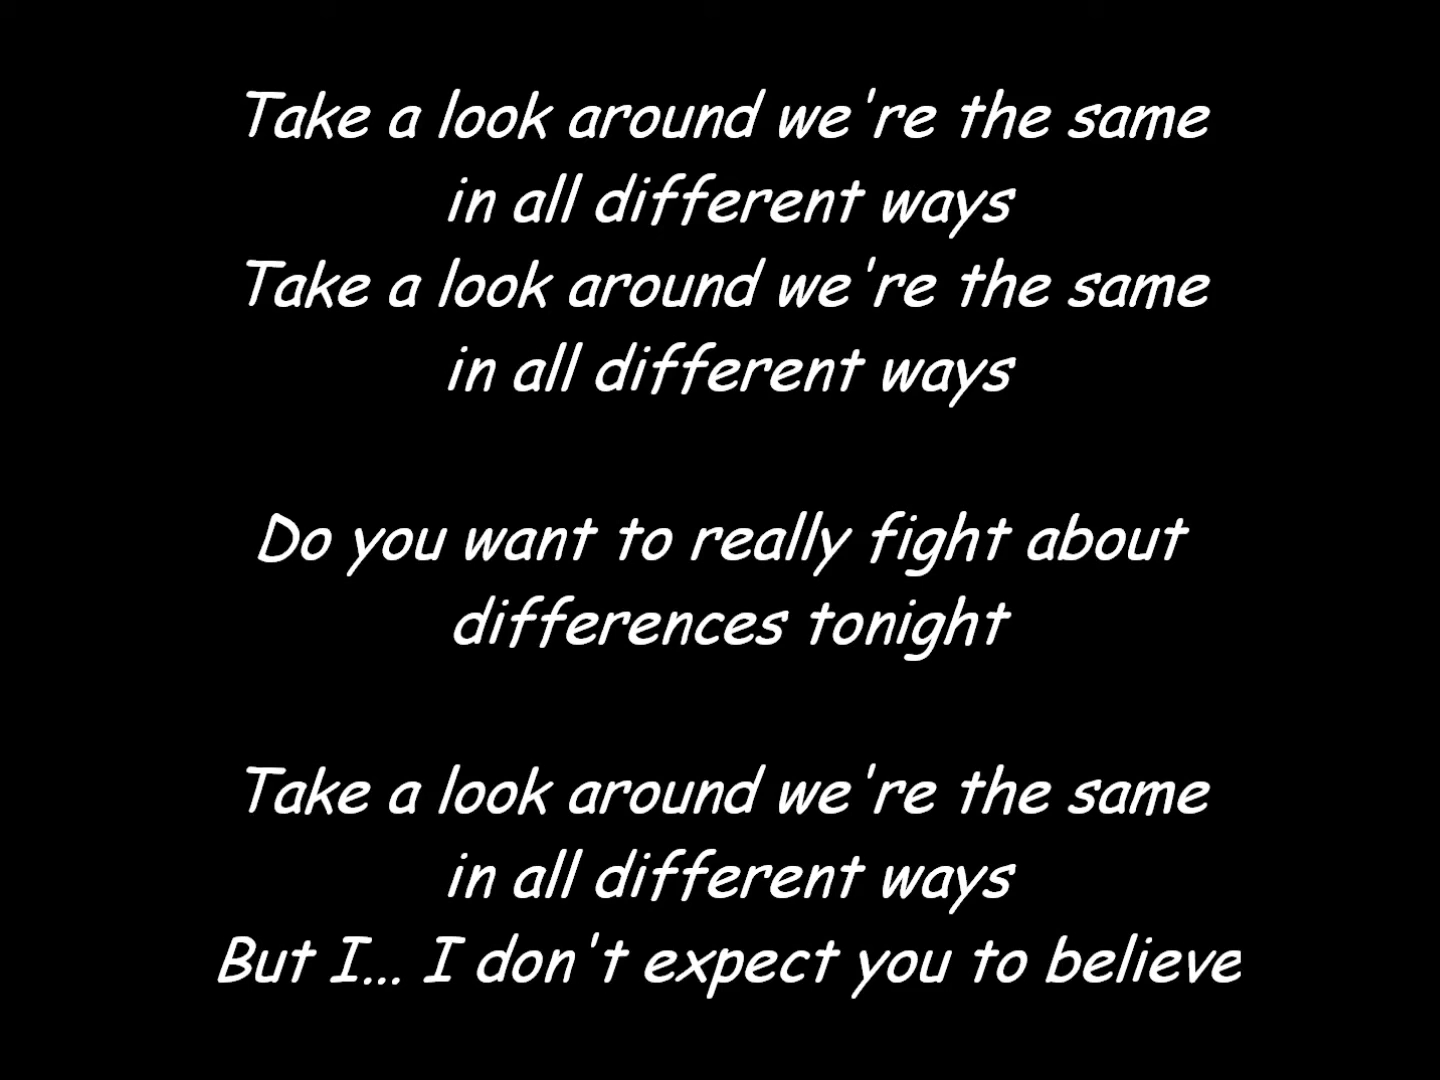 Take a look around we're the same
in all different ways
Take a look around we're the same
in all different ways
Do you want to really fight about
differences tonight
Take a look around we're the same
in all different ways
But I... I don't expect you to believe